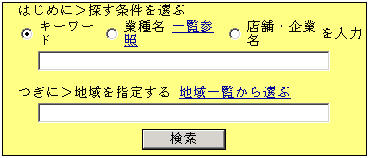 はじめに＞探す条件を選ぶ
キーワード 業種名 一覧参照 店舗・企業名 を入力
つぎに＞地域を指定する 地域一覧から選ぶ
検索